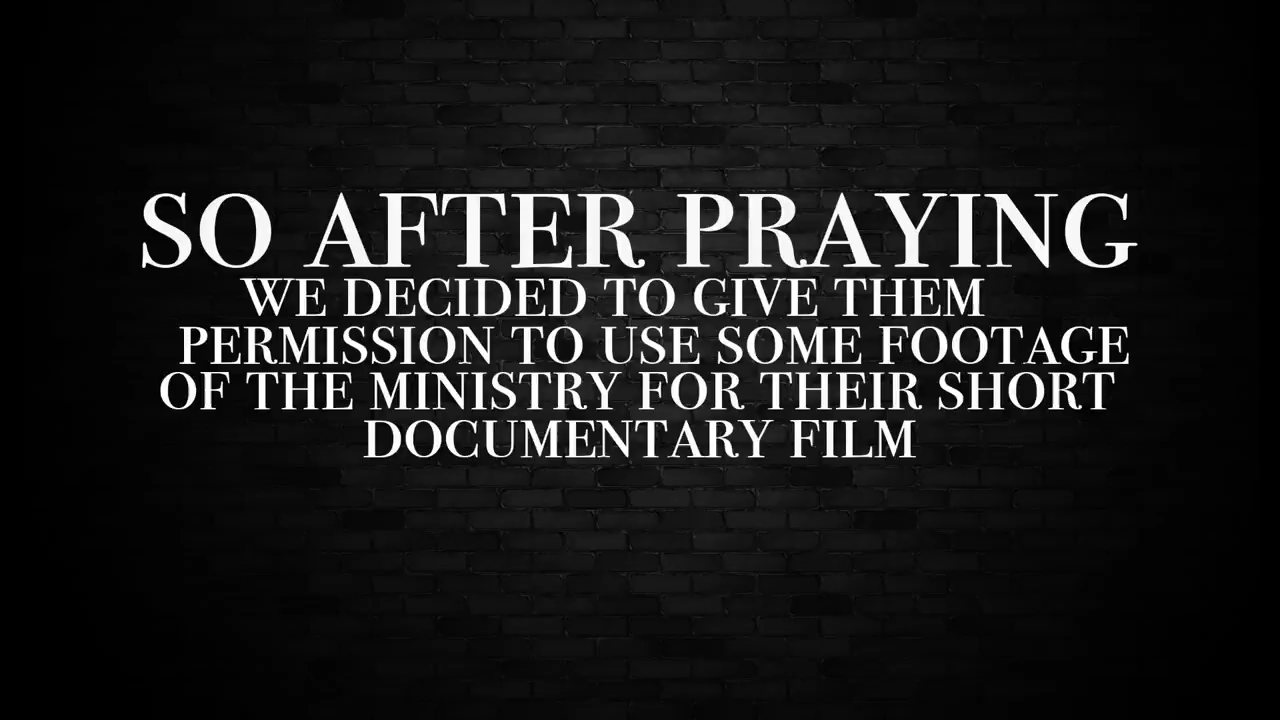 SO AFTER PRAYING
WE DECIDED TO GIVE THEM
PERMISSION TO USE SOME FOOTAGE
OF THE MINISTRY FOR THEIR SHORT
DOCUMENTARY FILM